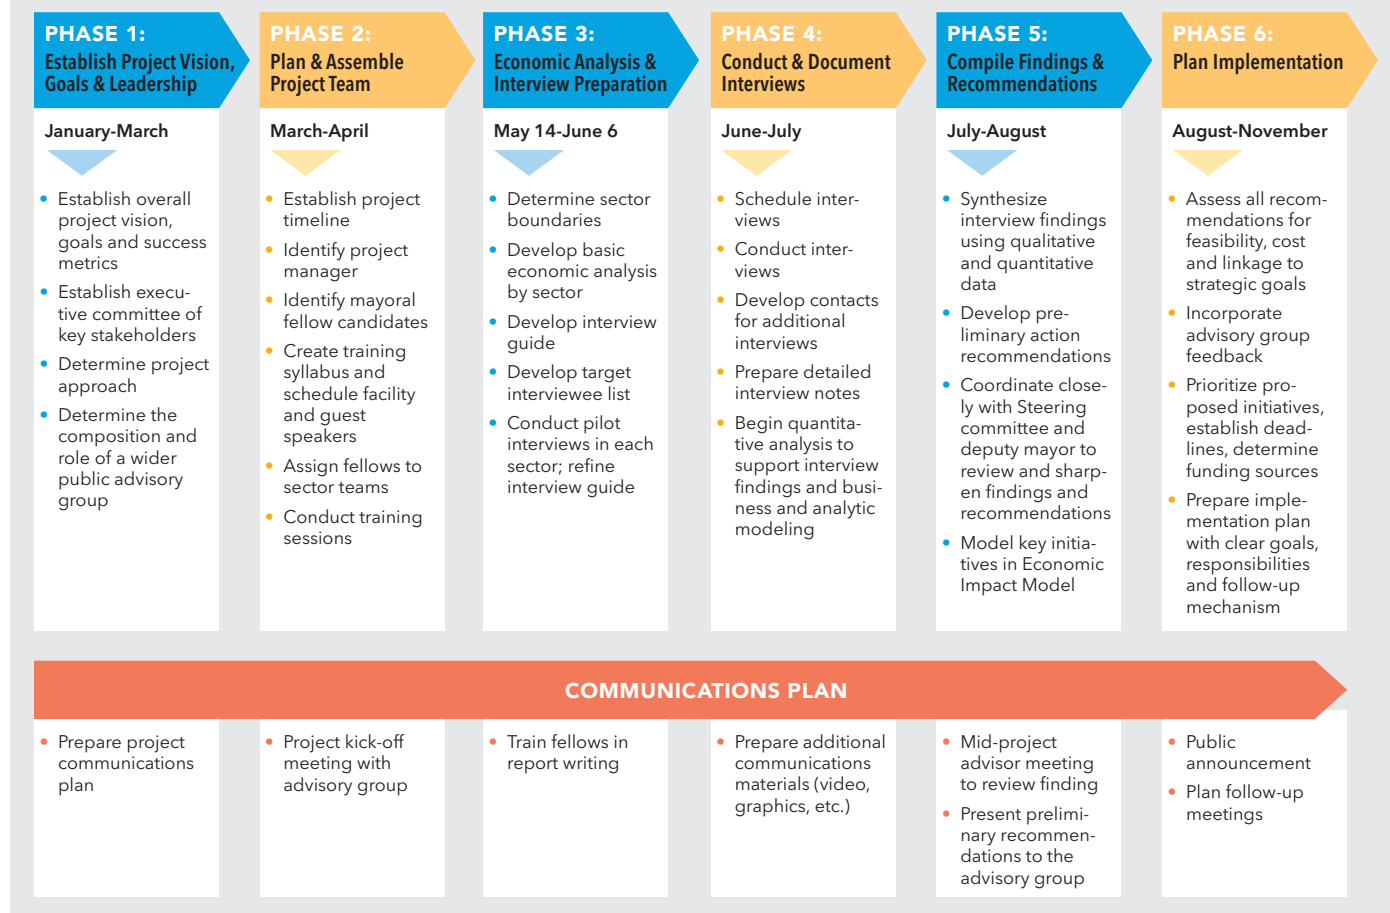 PHASE 1:
Establish Project Vision,
Goals & Leadership
January-March
• Establish overall
project vision,
goals and success
metrics
• Establish execu-
tive committee of
key stakeholders
• Determine project
approach
• Determine the
composition and
role of a wider
public advisory
group
PHASE 2:
Plan & Assemble
Project Team
March-April
• Establish project
timeline
• Identify project
manager
• Identify mayoral
fellow candidates
• Create training
syllabus and
schedule facility
and guest
speakers
• Assign fellows to
sector teams
• Conduct training
sessions
PHASE 3:
Economic Analysis &
Interview Preparation
May 14-June 6
• Determine sector
boundaries
• Develop basic
economic analysis
by sector
• Develop interview
guide
• Develop target
interviewee list
• Conduct pilot
interviews in each
sector; refine
interview guide
PHASE 4:
Conduct & Document
Interviews
June-July
• Schedule inter-
views
• Conduct inter-
views
• Develop contacts
for additional
interviews
• Prepare detailed
interview notes
• Begin quantita-
tive analysis to
support interview
findings and busi-
ness and analytic
modeling
PHASE 5:
Compile Findings &
Recommendations
July-August
• Synthesize
interview findings
using qualitative
and quantitative
data
• Develop pre-
liminary action
recommendations
• Coordinate close-
ly with Steering
committee and
deputy mayor to
review and sharp-
en findings and
recommendations
• Model key initia-
tives in Economic
Impact Model
PHASE 6:
Plan Implementation
August-November
• Assess all recom-
mendations for
feasibility, cost
and linkage to
strategic goals
• Incorporate
advisory group
feedback
• Prioritize pro-
posed initiatives,
establish dead-
lines, determine
funding sources
• Prepare imple-
mentation plan
with clear goals,
responsibilities
and follow-up
mechanism
COMMUNICATIONS PLAN
• Prepare project
communications
plan
• Project kick-off
meeting with
advisory group
• Train fellows in
report writing
• Prepare additional
communications
materials (video,
graphics, etc.)
• Mid-project
advisor meeting
to review finding
• Present prelimi-
nary recommen-
dations to the
advisory group
• Public
announcement
• Plan follow-up
meetings